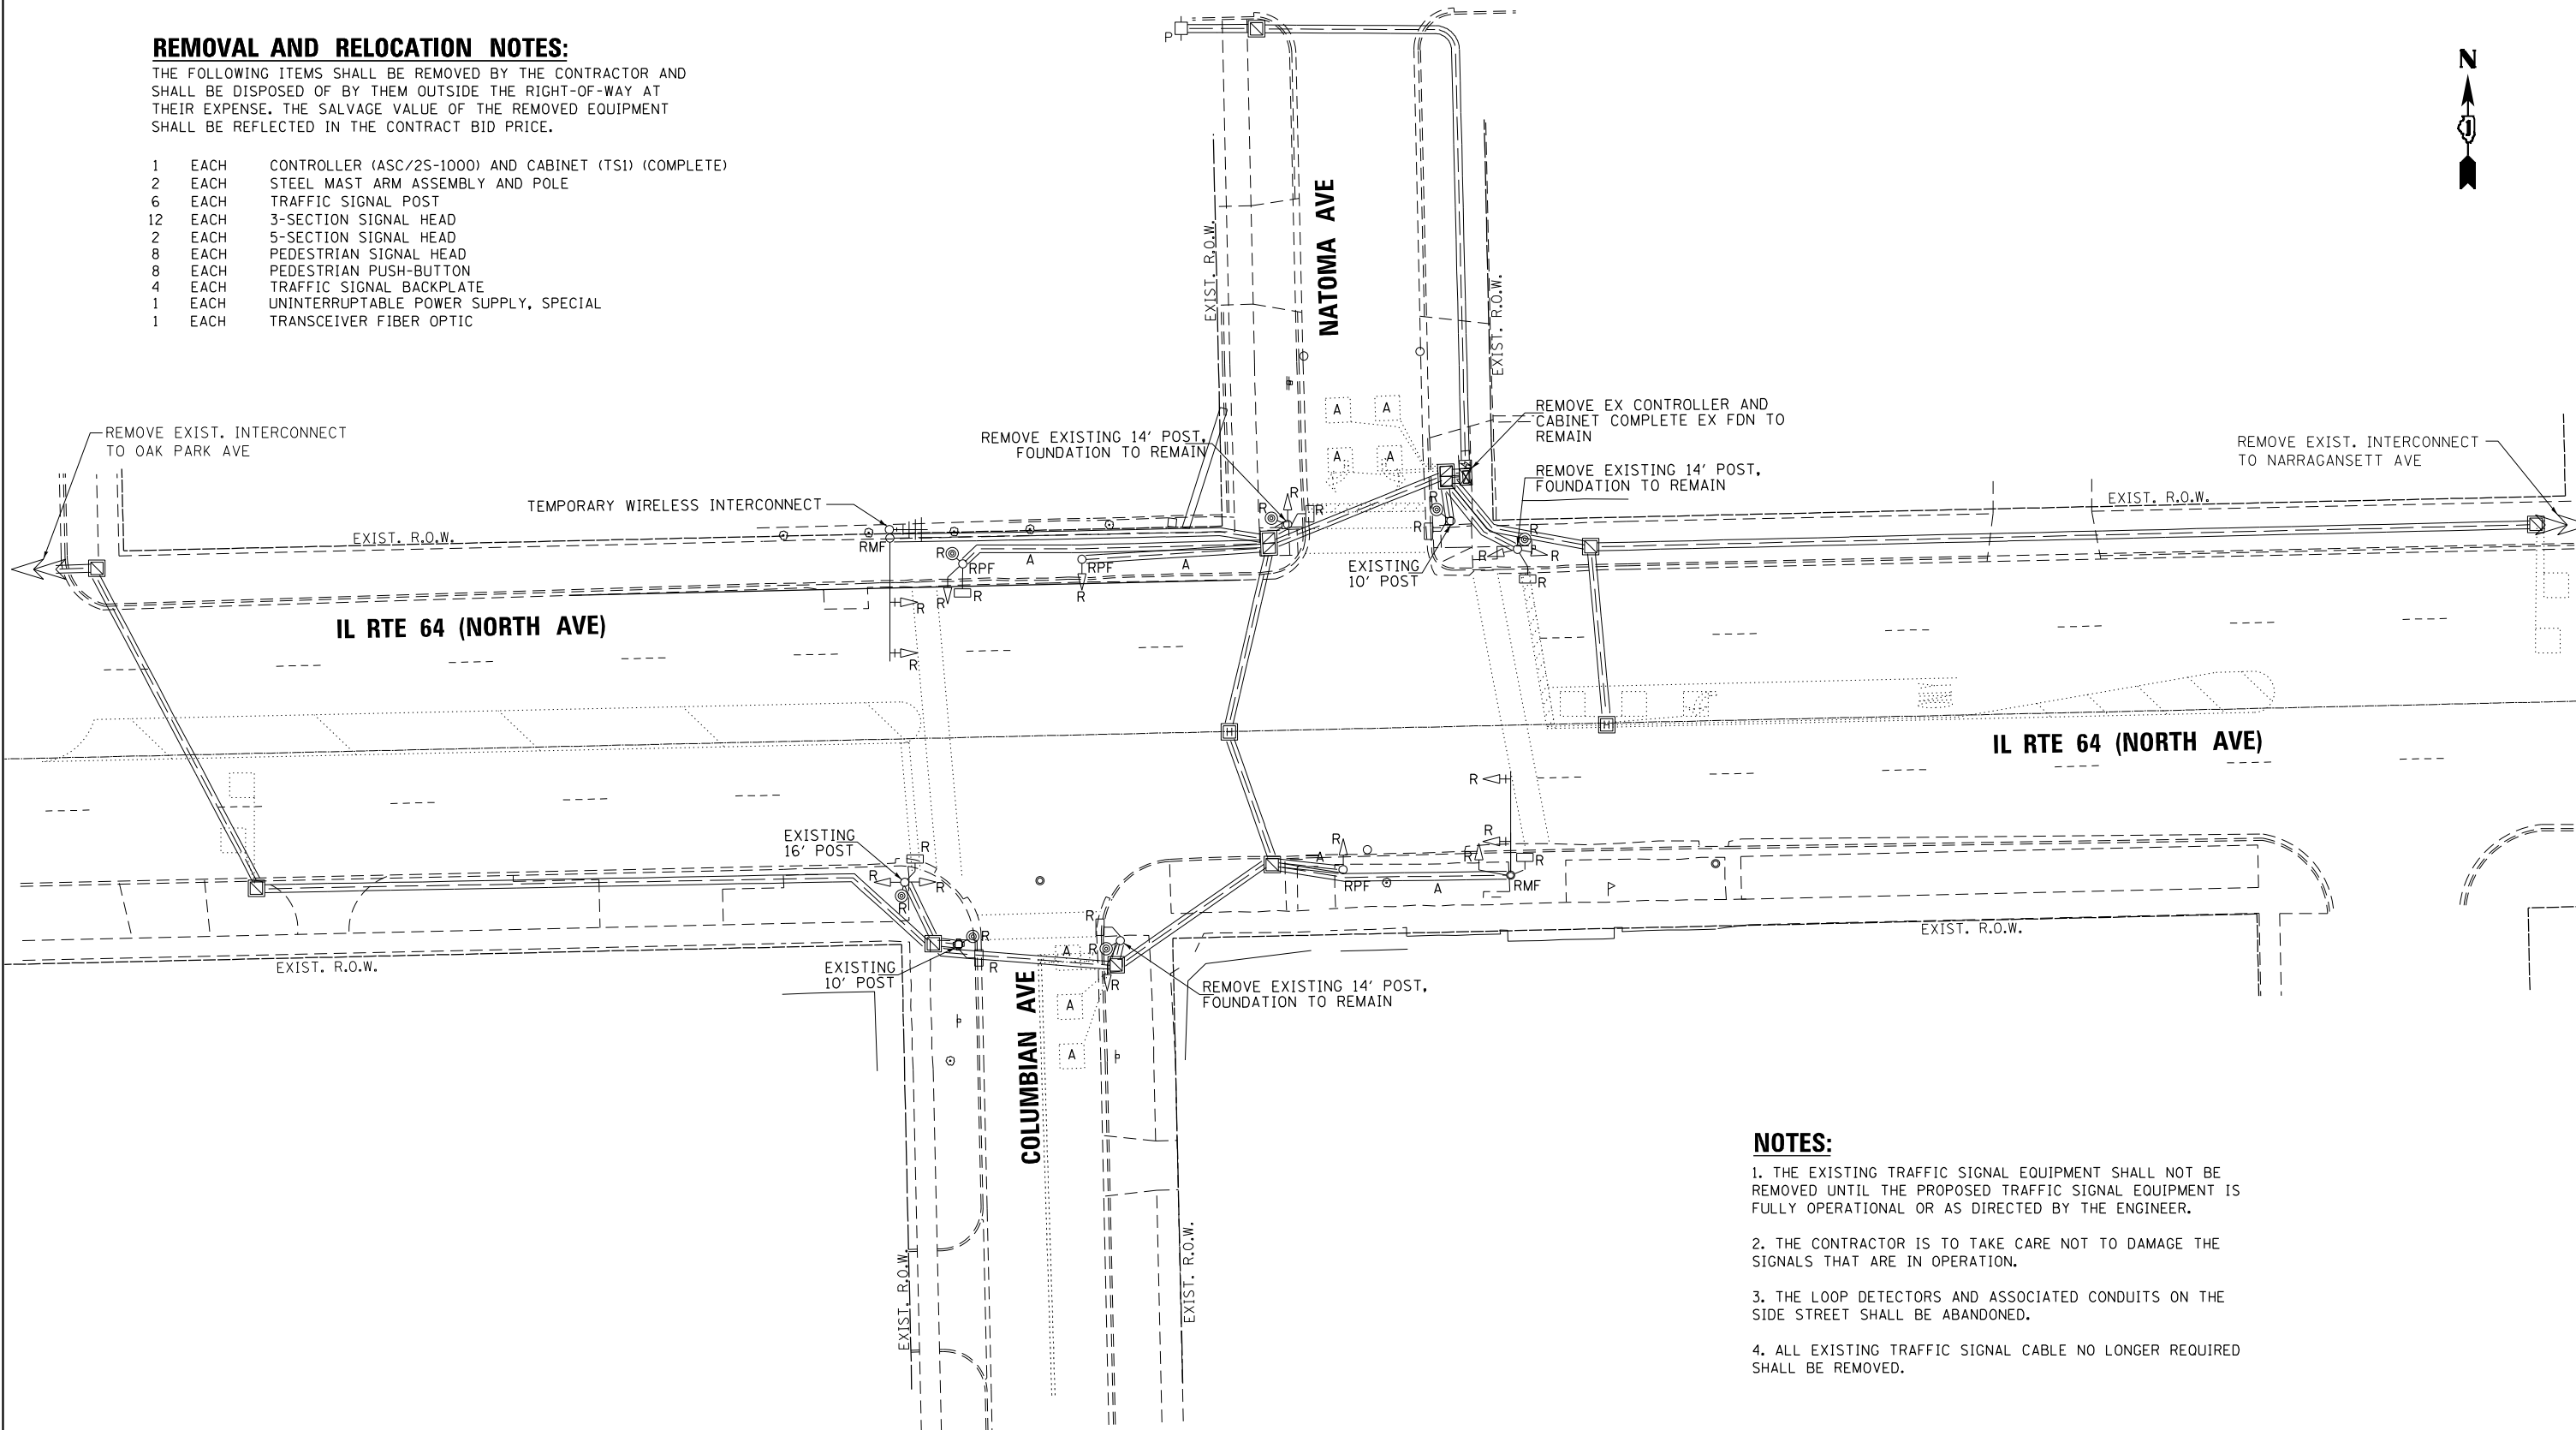 REMOVAL AND RELOCATION NOTES:
THE FOLLOWING ITEMS SHALL BE REMOVED BY THE CONTRACTOR AND
SHALL BE DISPOSED OF BY THEM OUTSIDE THE RIGHT-OF-WAY AT
THEIR EXPENSE. THE SALVAGE VALUE OF THE REMOVED EQUIPMENT
SHALL BE REFLECTED IN THE CONTRACT BID PRICE.
1 EACH CONTROLLER (ASC/2S-1000) AND CABINET (TS1) (COMPLETE)
2 EACH STEEL MAST ARM ASSEMBLY AND POLE
6 EACH TRAFFIC SIGNAL POST
12 EACH 3-SECTION SIGNAL HEAD
2 EACH 5-SECTION SIGNAL HEAD
8 EACH PEDESTRIAN SIGNAL HEAD
8 EACH PEDESTRIAN PUSH-BUTTON
4 EACH TRAFFIC SIGNAL BACKPLATE
1 EACH UNINTERRUPTABLE POWER SUPPLY, SPECIAL
1 EACH TRANSCEIVER FIBER OPTIC
P
N
NATOMA AVE
EXIST. R.O.W.
EXIST. R.O.W.
A A
A A
REMOVE EXIST. INTERCONNECT
TO OAK PARK AVE
REMOVE EXISTING 14' POST,
FOUNDATION TO REMAIN
REMOVE EX CONTROLLER AND
CABINET COMPLETE EX FDN TO
REMAIN
REMOVE EXISTING 14' POST,
FOUNDATION TO REMAIN
REMOVE EXIST. INTERCONNECT
TO NARRAGANSETT AVE
TEMPORARY WIRELESS INTERCONNECT
EXIST. R.O.W.
EXIST. R.O.W.
R
R
R
R
R
R
R
R
R
RMF
R
RPF
A
RPF
A
R
R
R
R
R
EXISTING
10' POST
IL RTE 64 (NORTH AVE)
IL RTE 64 (NORTH AVE)
H
H
R
R
R
R
EXISTING
16' POST
R
R
R
R
A
RPF
A
RMF
R
R
R
R
R
R
A
A
A
EXISTING
10' POST
EXIST. R.O.W.
EXIST. R.O.W.
REMOVE EXISTING 14' POST,
FOUNDATION TO REMAIN
COLUMBIAN AVE
EXIST. R.O.W.
EXIST. R.O.W.
NOTES:
1. THE EXISTING TRAFFIC SIGNAL EQUIPMENT SHALL NOT BE
REMOVED UNTIL THE PROPOSED TRAFFIC SIGNAL EQUIPMENT IS
FULLY OPERATIONAL OR AS DIRECTED BY THE ENGINEER.
2. THE CONTRACTOR IS TO TAKE CARE NOT TO DAMAGE THE
SIGNALS THAT ARE IN OPERATION.
3. THE LOOP DETECTORS AND ASSOCIATED CONDUITS ON THE
SIDE STREET SHALL BE ABANDONED.
4. ALL EXISTING TRAFFIC SIGNAL CABLE NO LONGER REQUIRED
SHALL BE REMOVED.